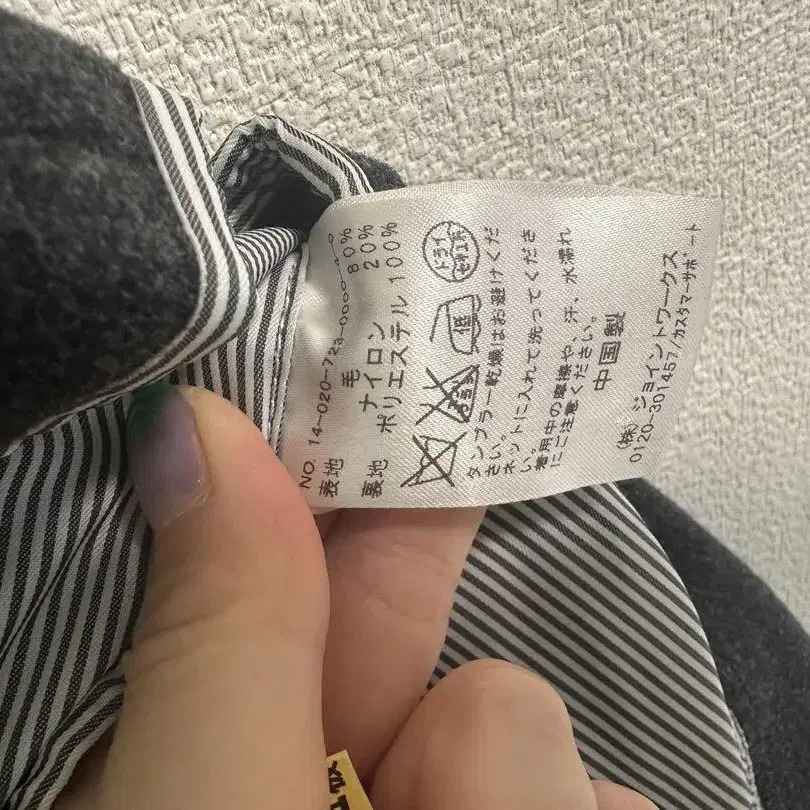 NO. 14-020-723-0000-
表地 毛 80%
ナイロン 20%
裏地 ポリエステル 100%
ドライ
低
タンブラー乾燥はお避けくだ
さい。
ネットに入れて洗ってくださ
い。
着用中の摩擦や、汗、水濡れ
にご注意ください。
中国製
(株) ジョイントワークス
0120-301457/カスタマーサポート